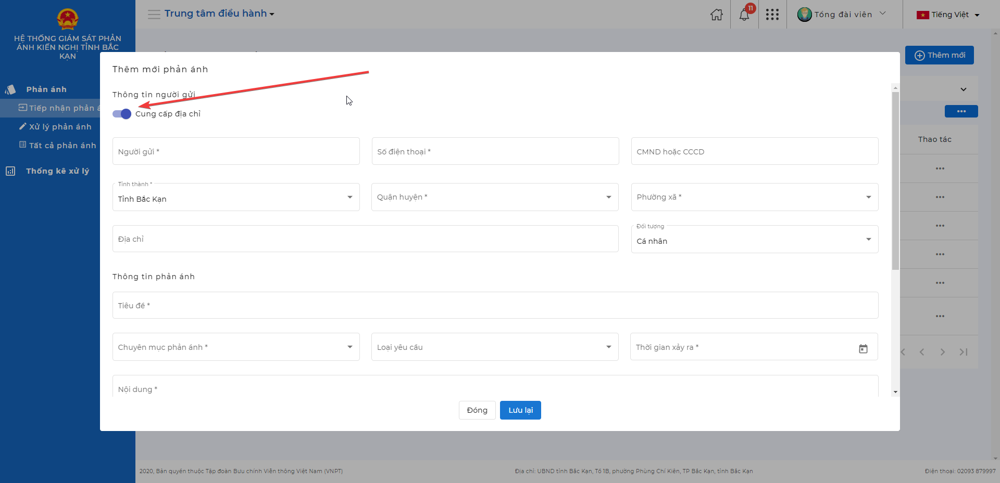 HỆ THỐNG GIÁM SÁT PHẢN
ÁNH KIẾN NGHỊ TỈNH BẮC
KẠN
Trung tâm điều hành
11
Tổng đài viên
Tiếng Việt
Phản ánh
Tiếp nhận phản á
Xử lý phản ánh
Tất cả phản ánh
Thống kê xử lý
Thêm mới
Thao tác
Thêm mới phản ánh
Thông tin người gửi
Cung cấp địa chỉ
Người gửi *
Số điện thoại *
CMND hoặc CCCD
Tỉnh thành *
Tỉnh Bắc Kạn
Quận huyện *
Phường xã *
Địa chỉ
Đối tượng
Cá nhân
Thông tin phản ánh
Tiêu đề *
Chuyên mục phản ánh *
Loại yêu cầu
Thời gian xảy ra *
Nội dung *
Đóng
Lưu lại
2020, Bản quyền thuộc Tập đoàn Bưu chính Viễn thông Việt Nam (VNPT)
Địa chỉ: UBND tỉnh Bắc Kạn, Tổ 1B, phường Phùng Chí Kiên, TP Bắc Kạn, tỉnh Bắc Kạn
Điện thoại: 02093 879997